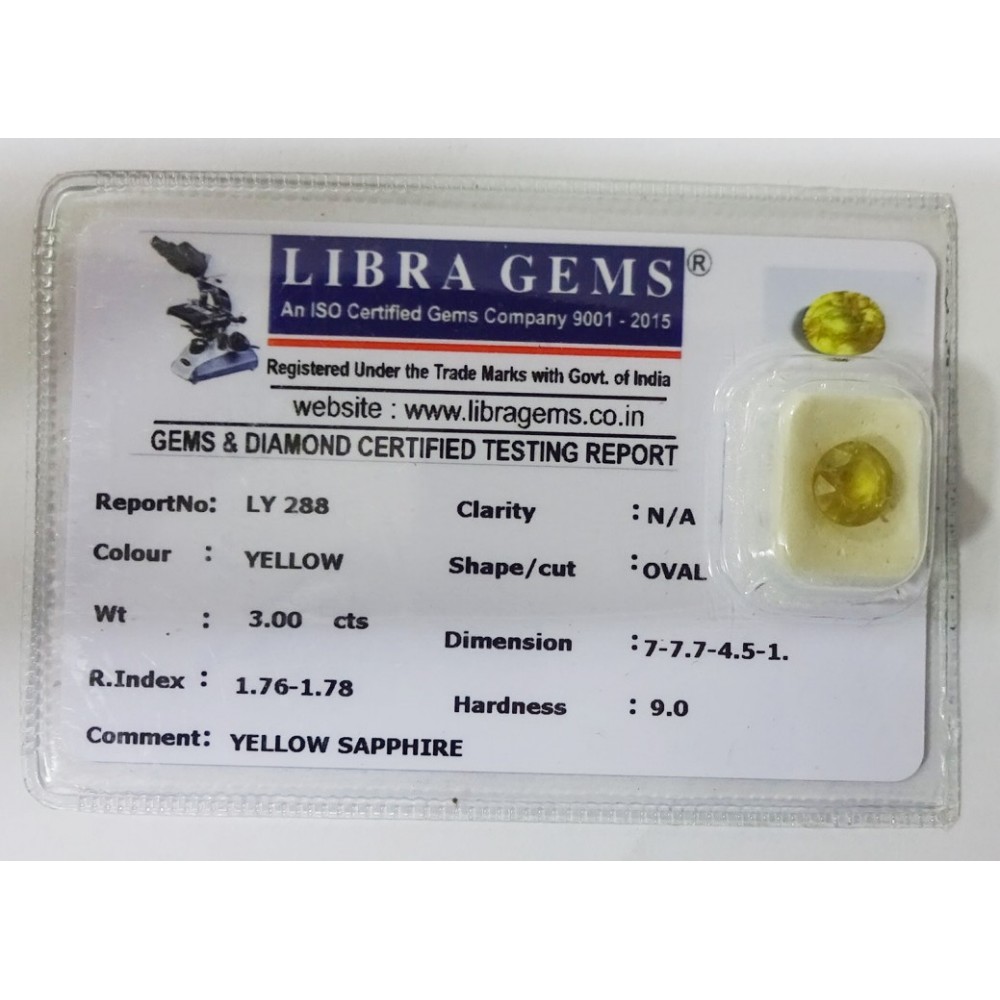 LIBRA GEMS®
An ISO Certified Gems Company 9001 - 2015
Registered Under the Trade Marks with Govt. of India
website : www.libragems.co.in
GEMS & DIAMOND CERTIFIED TESTING REPORT
ReportNo: LY 288
Clarity : N/A
Colour : YELLOW
Shape/cut : OVAL
Wt : 3.00 cts
Dimension : 7-7.7-4.5-1.
R.Index : 1.76-1.78
Hardness : 9.0
Comment: YELLOW SAPPHIRE